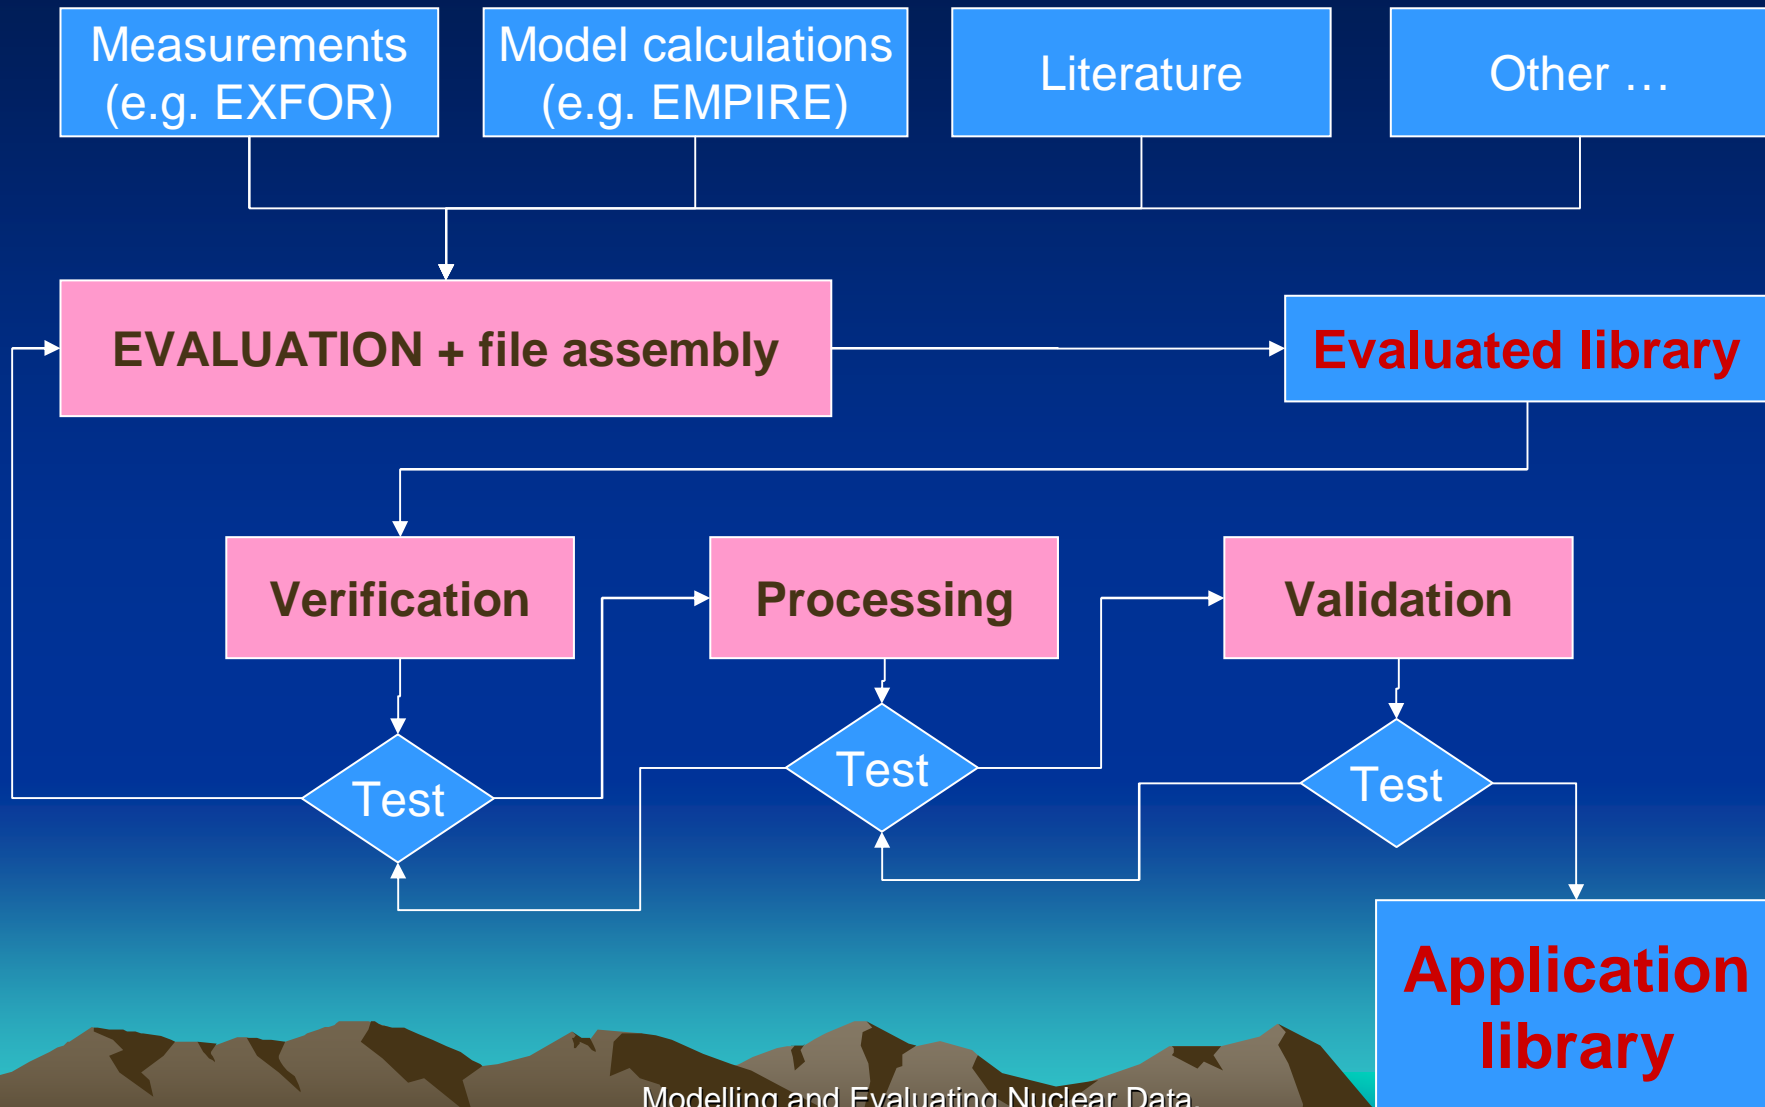 Measurements
(e.g. EXFOR)
Model calculations
(e.g. EMPIRE)
Literature
Other …
EVALUATION + file assembly
Evaluated library
Verification
Processing
Validation
Test
Test
Test
Application
library
Modelling and Evaluating Nuclear Data,